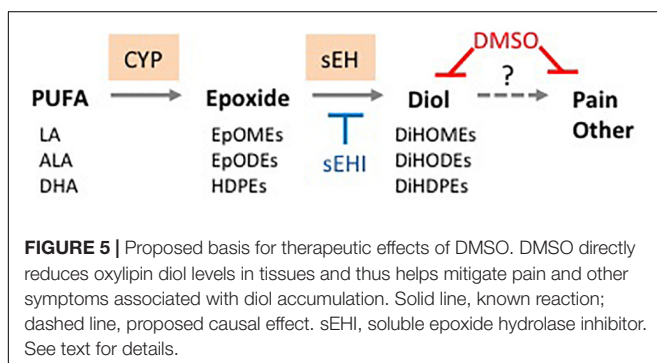 DMSO
CYP
sEH
?
PUFA Epoxide Diol Pain
Other
LA EpOMEs DiHOMEs
ALA EpODEs sEHI DiHODEs
DHA HDPEs DiHDPEs
FIGURE 5 | Proposed basis for therapeutic effects of DMSO. DMSO directly
reduces oxylipin diol levels in tissues and thus helps mitigate pain and other
symptoms associated with diol accumulation. Solid line, known reaction;
dashed line, proposed causal effect. sEHI, soluble epoxide hydrolase inhibitor.
See text for details.